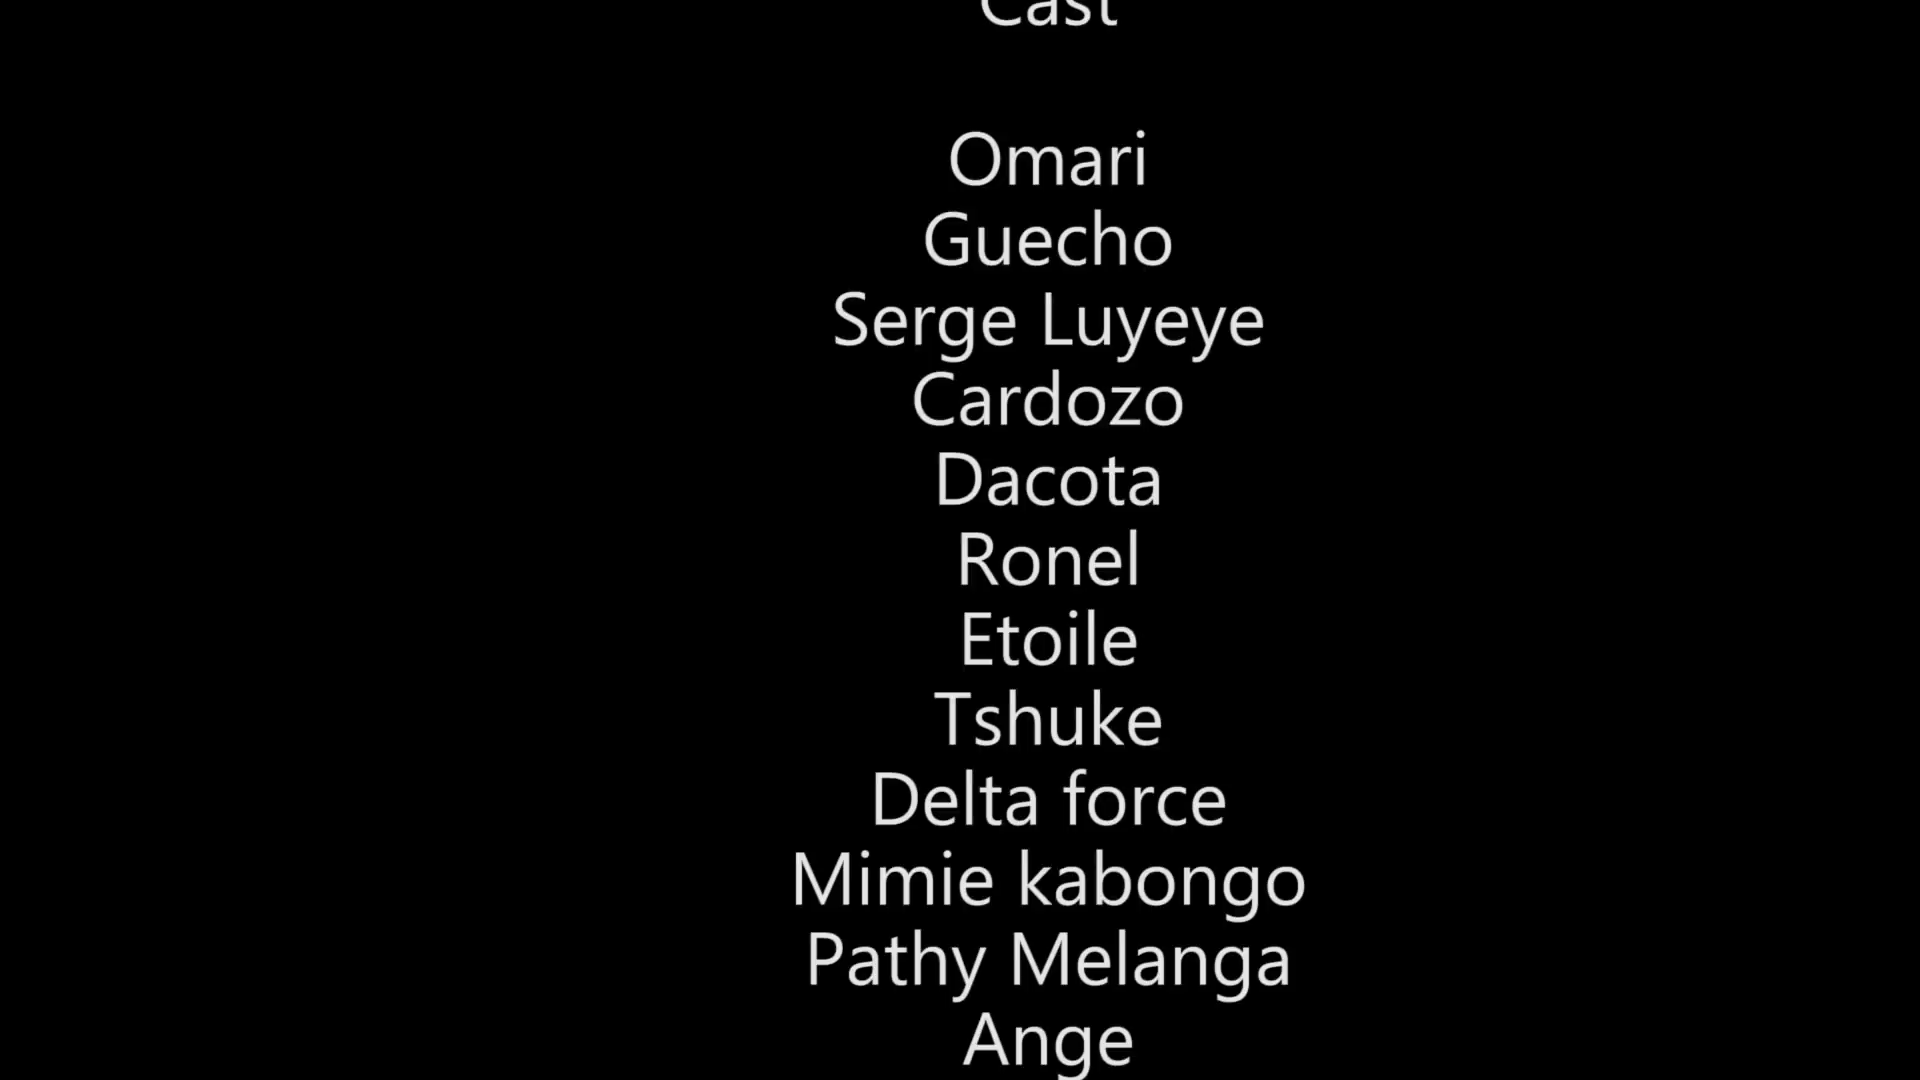 Cast
Omari
Guecho
Serge Luyeye
Cardozo
Dacota
Ronel
Etoile
Tshuke
Delta force
Mimie kabongo
Pathy Melanga
Ange